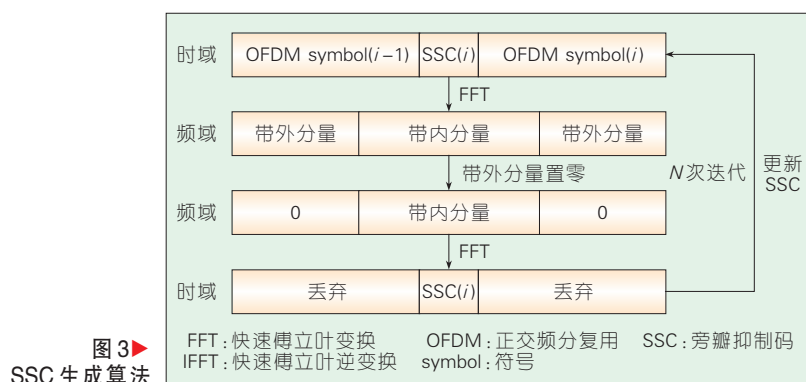 时域 OFDM symbol(i−1) SSC(i) OFDM symbol(i)
FFT
频域 带外分量 带内分量 带外分量
带外分量置零
N次迭代
更新
SSC
频域 0 带内分量 0
FFT
时域 丢弃 SSC(i) 丢弃
FFT:快速傅立叶变换 OFDM:正交频分复用 SSC:旁瓣抑制码
IFFT:快速傅立叶逆变换 symbol:符号
图3▶
SSC生成算法